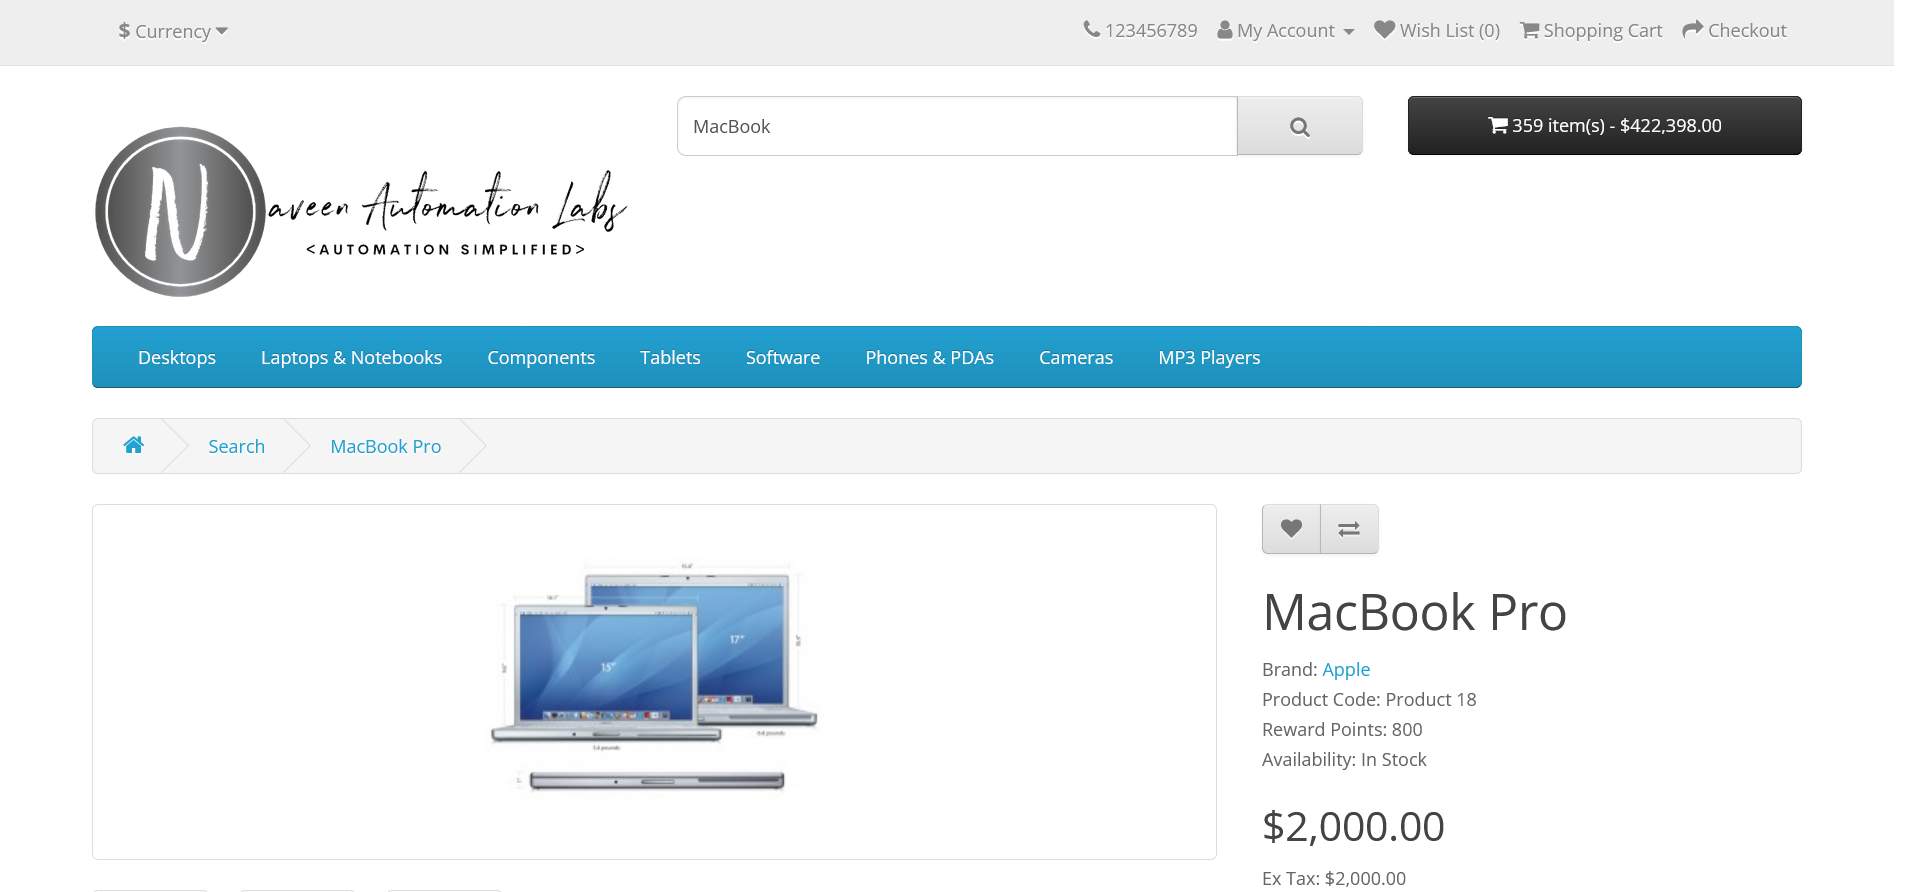 $ Currency
123456789 My Account Wish List (0) Shopping Cart Checkout
MacBook
359 item(s) - $422,398.00
N
aveen Automation Labs
<AUTOMATION SIMPLIFIED>
Desktops Laptops & Notebooks Components Tablets Software Phones & PDAs Cameras MP3 Players
Search MacBook Pro
17"
15"
MacBook Pro
Brand: Apple
Product Code: Product 18
Reward Points: 800
Availability: In Stock
$2,000.00
Ex Tax: $2,000.00